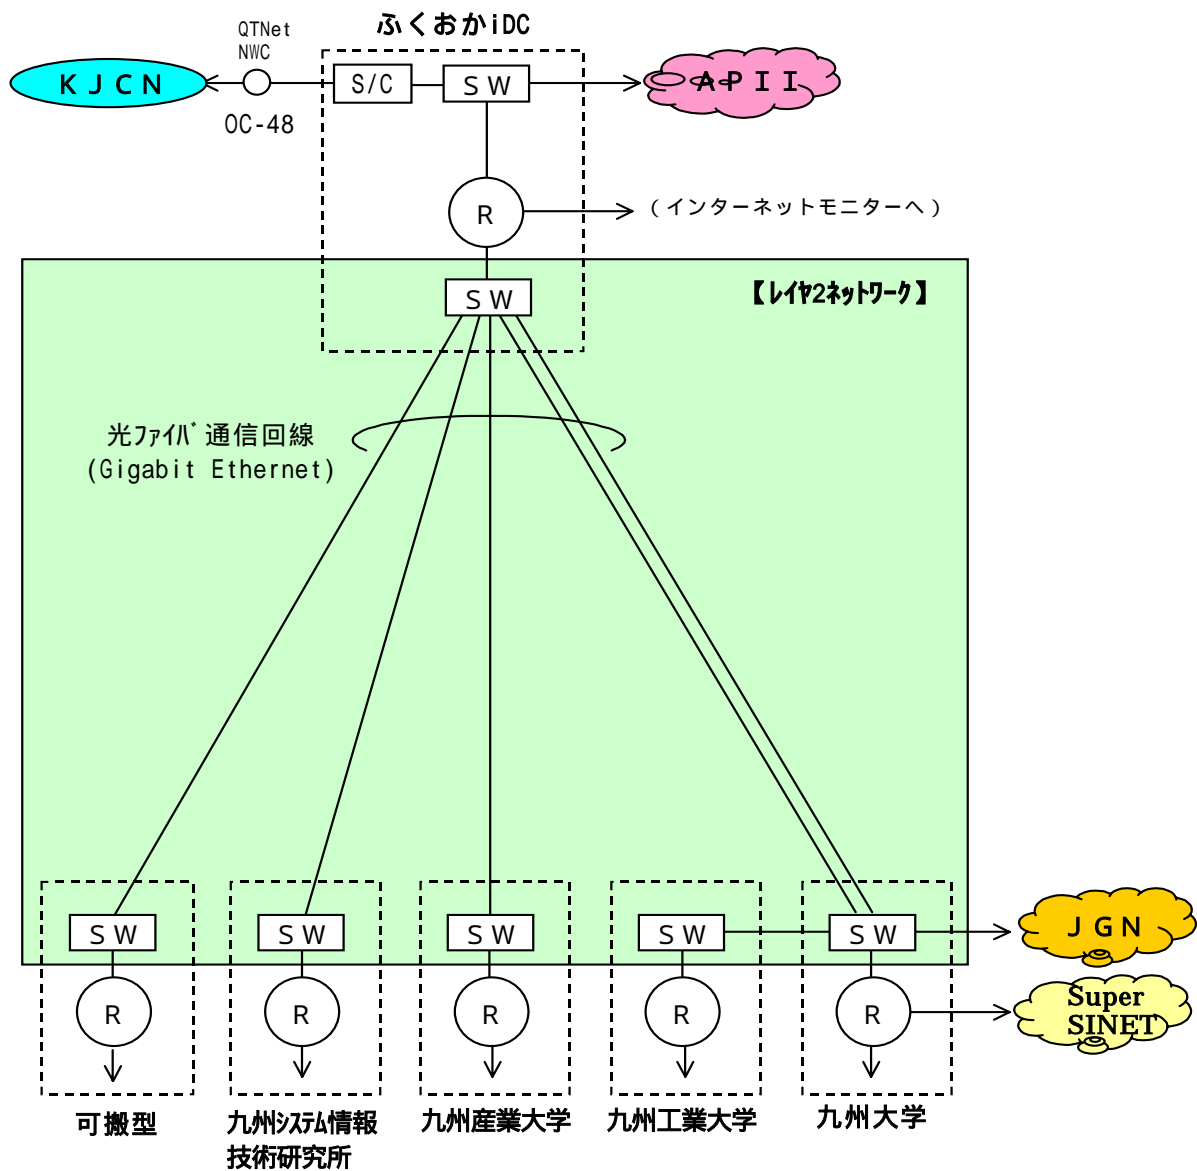 QTNet
NWC
ふくおかiDC
KJCN
S/C
SW
APII
OC-48
R
(インターネットモニターへ)
SW
【レイヤ2ネットワーク】
光ファイバ通信回線
(Gigabit Ethernet)
SW
SW
SW
SW
SW
JGN
R
R
R
R
R
Super
SINET
可搬型
九州システム情報
技術研究所
九州産業大学
九州工業大学
九州大学